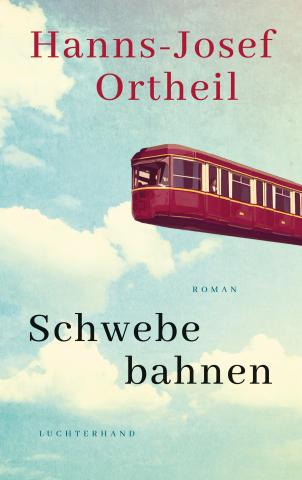 Hanns-Josef
Ortheil
ROMAN
Schwebe
bahnen
LUCHTERHAND